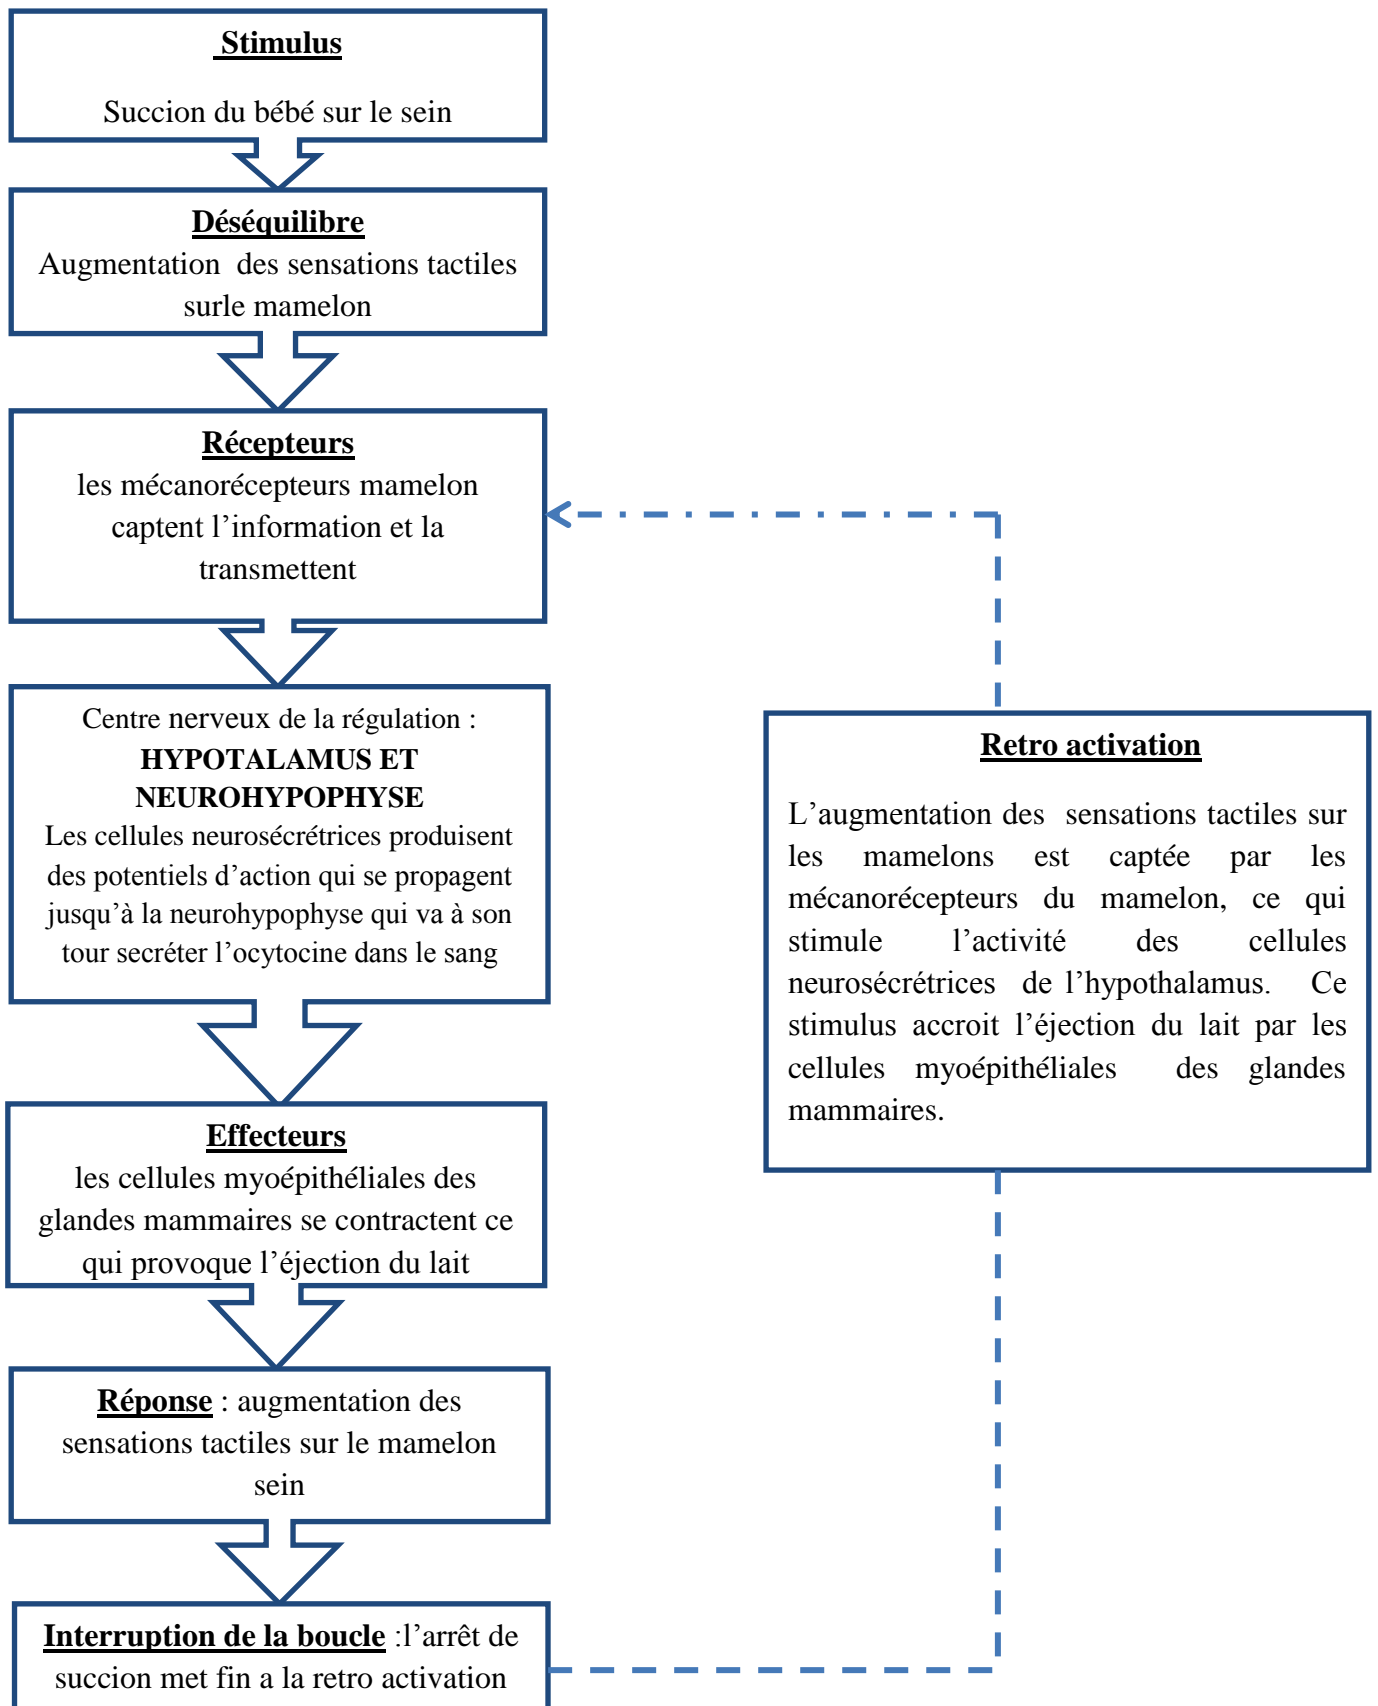 Stimulus
Succion du bébé sur le sein
Déséquilibre
Augmentation des sensations tactiles
surle mamelon
Récepteurs
les mécanorécepteurs mamelon
captent l’information et la
transmettent
Centre nerveux de la régulation :
HYPOTALAMUS ET
NEUROHYPOPHYSE
Les cellules neurosécrétrices produisent
des potentiels d’action qui se propagent
jusqu’à la neurohypophyse qui va à son
tour secréter l’ocytocine dans le sang
Effecteurs
les cellules myoépithéliales des
glandes mammaires se contractent ce
qui provoque l’éjection du lait
Réponse : augmentation des
sensations tactiles sur le mamelon
sein
Interruption de la boucle :l’arrêt de
succion met fin a la retro activation
Retro activation
L’augmentation des sensations tactiles sur
les mamelons est captée par les
mécanorécepteurs du mamelon, ce qui
stimule l’activité des cellules
neurosécrétrices de l’hypothalamus. Ce
stimulus accroit l’éjection du lait par les
cellules myoépithéliales des glandes
mammaires.